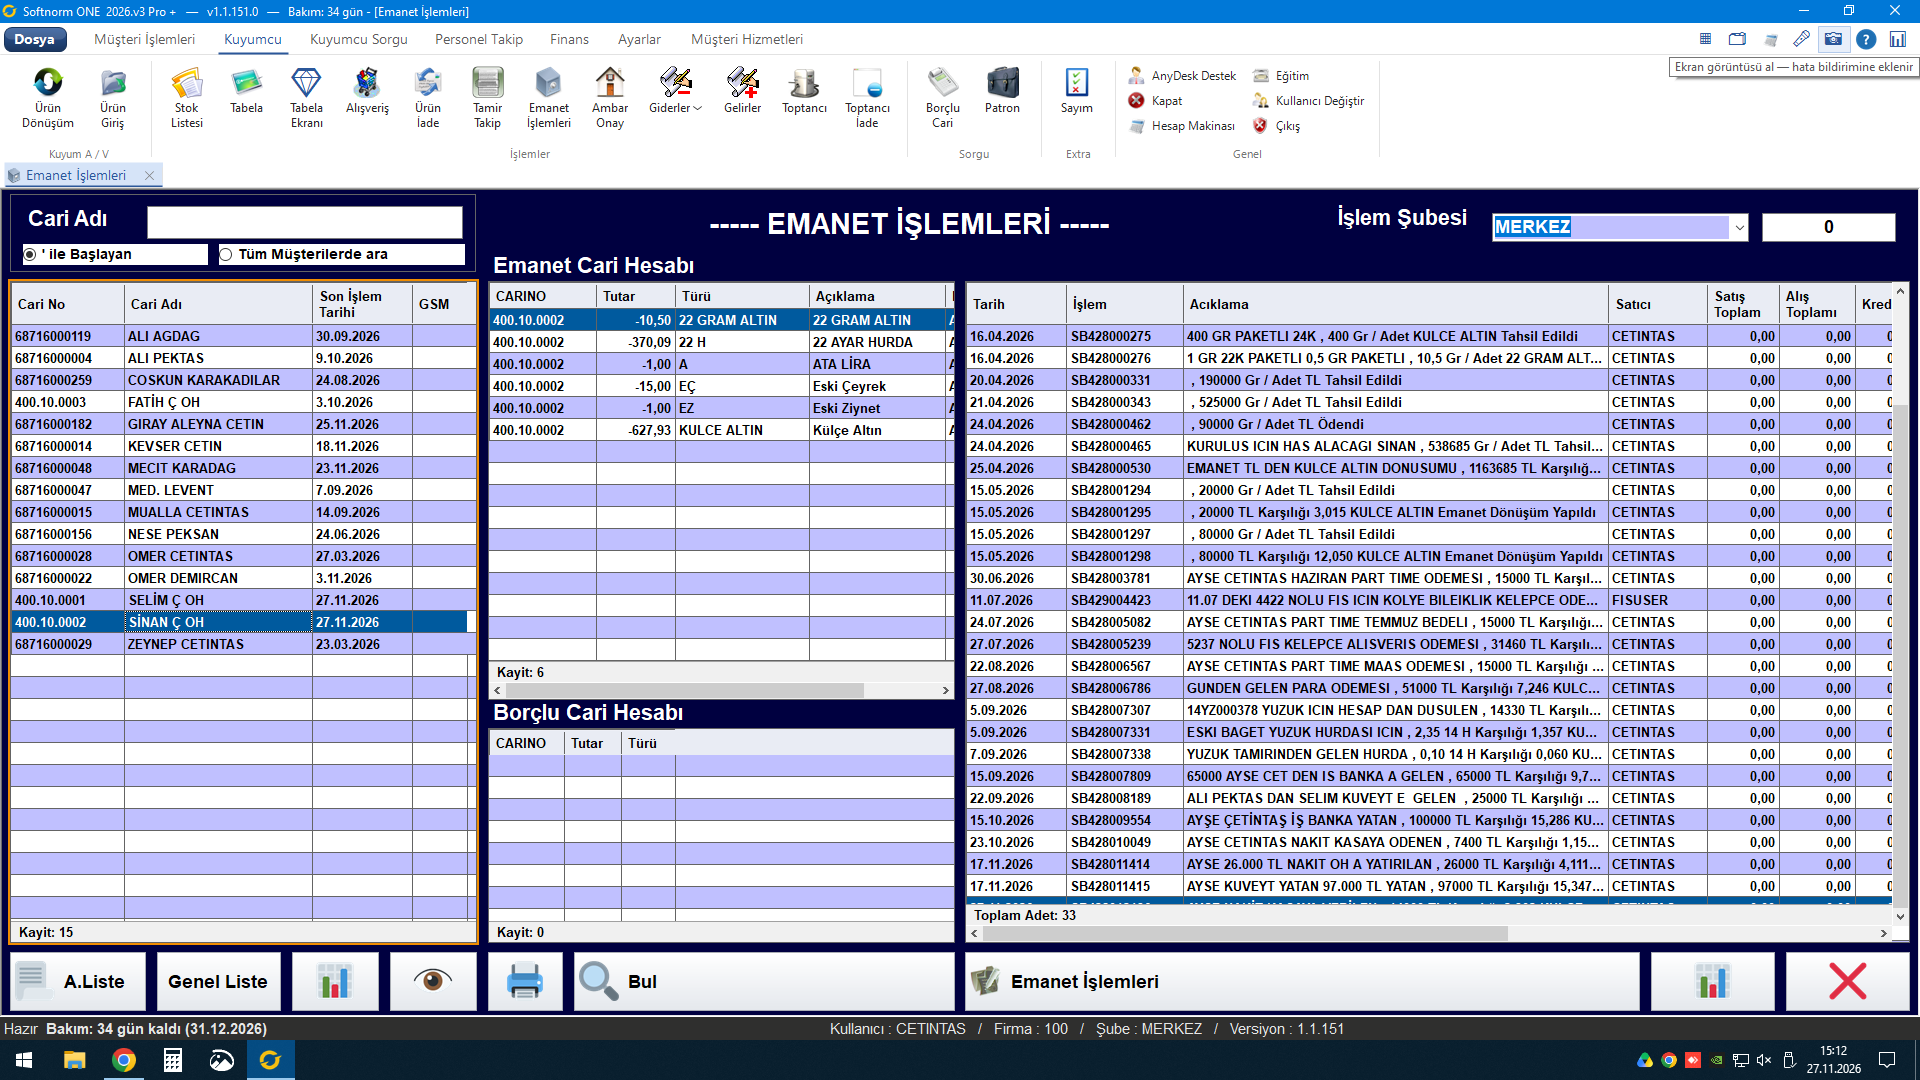 Softnorm ONE 2026.v3 Pro + — v1.1.151.0 — Bakım: 34 gün - [Emanet İşlemleri]
Dosya Müşteri İşlemleri Kuyumcu Kuyumcu Sorgu Personel Takip Finans Ayarlar Müşteri Hizmetleri
Ekran görüntüsü al — hata bildirimine eklenir
Ürün Dönüşüm
Ürün Giriş
Stok Listesi
Tabela
Tabela Ekranı
Alışveriş
Ürün İade
Tamir Takip
Emanet İşlemleri
Ambar Onay
Giderler
Gelirler
Toptancı
Toptancı İade
Borçlu Cari
Patron
Sayım
AnyDesk Destek
Eğitim
Kapat
Kullanıcı Değiştir
Hesap Makinası
Çıkış
Kuyum A / V İşlemler Sorgu Extra Genel
Emanet İşlemleri
Cari Adı
' ile Başlayan Tüm Müşterilerde ara
----- EMANET İŞLEMLERİ -----
İşlem Şubesi MERKEZ 0
Cari No Cari Adı Son İşlem Tarihi GSM
68716000119 ALI AGDAG 30.09.2026
68716000004 ALI PEKTAS 9.10.2026
68716000259 COSKUN KARAKADILAR 24.08.2026
400.10.0003 FATİH Ç OH 3.10.2026
68716000182 GIRAY ALEYNA CETIN 25.11.2026
68716000014 KEVSER CETIN 18.11.2026
68716000048 MECIT KARADAG 23.11.2026
68716000047 MED. LEVENT 7.09.2026
68716000015 MUALLA CETINTAS 14.09.2026
68716000156 NESE PEKSAN 24.06.2026
68716000028 OMER CETINTAS 27.03.2026
68716000022 OMER DEMIRCAN 3.11.2026
400.10.0001 SELİM Ç OH 27.11.2026
400.10.0002 SİNAN Ç OH 27.11.2026
68716000029 ZEYNEP CETINTAS 23.03.2026
Kayit: 15
Emanet Cari Hesabı
CARINO Tutar Türü Açıklama
400.10.0002 -10,50 22 GRAM ALTIN 22 GRAM ALTIN
400.10.0002 -370,09 22 H 22 AYAR HURDA
400.10.0002 -1,00 A ATA LİRA
400.10.0002 -15,00 EÇ Eski Çeyrek
400.10.0002 -1,00 EZ Eski Ziynet
400.10.0002 -627,93 KULCE ALTIN Külçe Altın
Kayit: 6
Borçlu Cari Hesabı
CARINO Tutar Türü
Kayit: 0
Tarih İşlem Acıklama Satıcı Satış Toplam Alış Toplamı Kred
16.04.2026 SB428000275 400 GR PAKETLI 24K , 400 Gr / Adet KULCE ALTIN Tahsil Edildi CETINTAS 0,00 0,00
16.04.2026 SB428000276 1 GR 22K PAKETLI 0,5 GR PAKETLI , 10,5 Gr / Adet 22 GRAM ALT... CETINTAS 0,00 0,00
20.04.2026 SB428000331 , 190000 Gr / Adet TL Tahsil Edildi CETINTAS 0,00 0,00
21.04.2026 SB428000343 , 525000 Gr / Adet TL Tahsil Edildi CETINTAS 0,00 0,00
24.04.2026 SB428000462 , 90000 Gr / Adet TL Ödendi CETINTAS 0,00 0,00
24.04.2026 SB428000465 KURULUS ICIN HAS ALACAGI SINAN , 538685 Gr / Adet TL Tahsil... CETINTAS 0,00 0,00
25.04.2026 SB428000530 EMANET TL DEN KULCE ALTIN DONUSUMU , 1163685 TL Karşılığ... CETINTAS 0,00 0,00
15.05.2026 SB428001294 , 20000 Gr / Adet TL Tahsil Edildi CETINTAS 0,00 0,00
15.05.2026 SB428001295 , 20000 TL Karşılığı 3,015 KULCE ALTIN Emanet Dönüşüm Yapıldı CETINTAS 0,00 0,00
15.05.2026 SB428001297 , 80000 Gr / Adet TL Tahsil Edildi CETINTAS 0,00 0,00
15.05.2026 SB428001298 , 80000 TL Karşılığı 12,050 KULCE ALTIN Emanet Dönüşüm Yapıldı CETINTAS 0,00 0,00
30.06.2026 SB428003781 AYSE CETINTAS HAZIRAN PART TIME ODEMESI , 15000 TL Karşıl... CETINTAS 0,00 0,00
11.07.2026 SB429004423 11.07 DEKI 4422 NOLU FIS ICIN KOLYE BILEIKLIK KELEPCE ODE... FISUSER 0,00 0,00
24.07.2026 SB428005082 AYSE CETINTAS PART TIME TEMMUZ BEDELI , 15000 TL Karşılığı... CETINTAS 0,00 0,00
27.07.2026 SB428005239 5237 NOLU FIS KELEPCE ALISVERIS ODEMESI , 31460 TL Karşılı... CETINTAS 0,00 0,00
22.08.2026 SB428006567 AYSE CETINTAS PART TIME MAAS ODEMESI , 15000 TL Karşılığı ... CETINTAS 0,00 0,00
27.08.2026 SB428006786 GUNDEN GELEN PARA ODEMESI , 51000 TL Karşılığı 7,246 KULC... CETINTAS 0,00 0,00
5.09.2026 SB428007307 14YZ000378 YUZUK ICIN HESAP DAN DUSULEN , 14330 TL Karşılı... CETINTAS 0,00 0,00
5.09.2026 SB428007331 ESKI BAGET YUZUK HURDASI ICIN , 2,35 14 H Karşılığı 1,357 KU... CETINTAS 0,00 0,00
7.09.2026 SB428007338 YUZUK TAMIRINDEN GELEN HURDA , 0,10 14 H Karşılığı 0,060 KU... CETINTAS 0,00 0,00
15.09.2026 SB428007809 65000 AYSE CET DEN IS BANKA A GELEN , 65000 TL Karşılığı 9,7... CETINTAS 0,00 0,00
22.09.2026 SB428008189 ALI PEKTAS DAN SELIM KUVEYT E GELEN , 25000 TL Karşılığı ... CETINTAS 0,00 0,00
15.10.2026 SB428009554 AYŞE ÇETİNTAŞ İŞ BANKA YATAN , 100000 TL Karşılığı 15,286 KU... CETINTAS 0,00 0,00
23.10.2026 SB428010049 AYSE CETINTAS NAKIT KASAYA ODENEN , 7400 TL Karşılığı 1,15... CETINTAS 0,00 0,00
17.11.2026 SB428011414 AYSE 26.000 TL NAKIT OH A YATIRILAN , 26000 TL Karşılığı 4,111... CETINTAS 0,00 0,00
17.11.2026 SB428011415 AYSE KUVEYT YATAN 97.000 TL YATAN , 97000 TL Karşılığı 15,347... CETINTAS 0,00 0,00
Toplam Adet: 33
A.Liste Genel Liste Bul Emanet İşlemleri
Hazır Bakım: 34 gün kaldı (31.12.2026) Kullanıcı : CETINTAS / Firma : 100 / Şube : MERKEZ / Versiyon : 1.1.151
15:12
27.11.2026